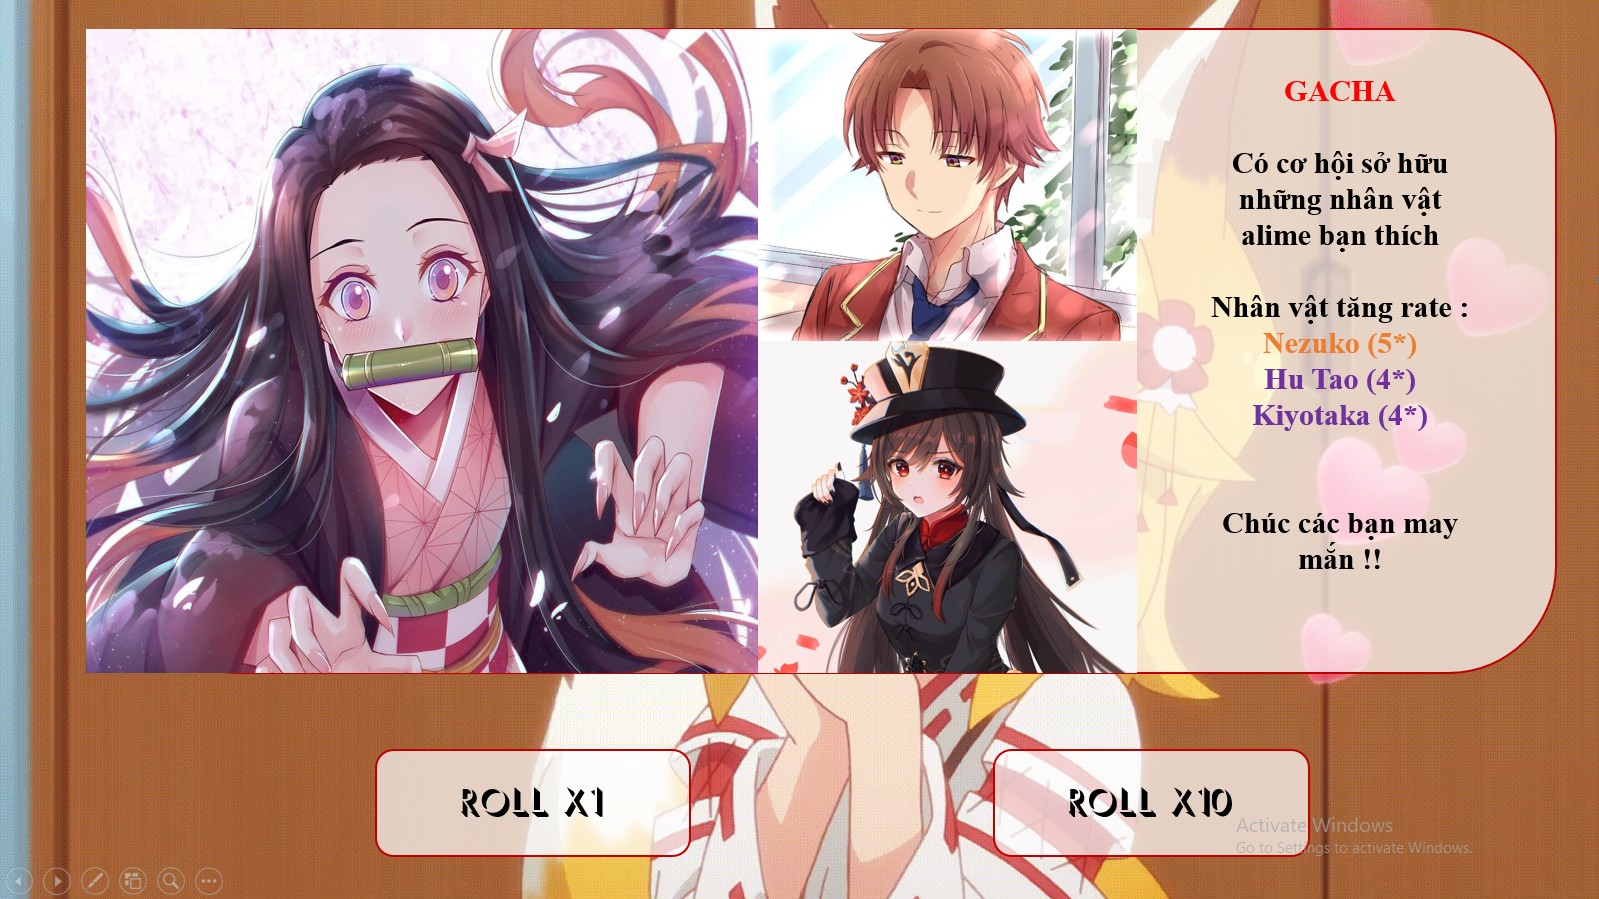 GACHA
Có cơ hội sở hữu
những nhân vật
alime bạn thích
Nhân vật tăng rate :
Nezuko (5*)
Hu Tao (4*)
Kiyotaka (4*)
Chúc các bạn may
mắn !!
ROLL X1
ROLL X10
Activate Windows
Go to Settings to activate Windows.